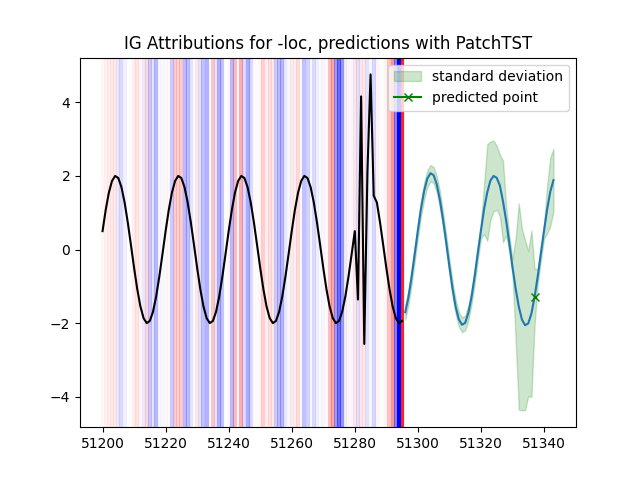 IG Attributions for -loc, predictions with PatchTST
standard deviation
predicted point
4
2
0
−2
−4
51200 51220 51240 51260 51280 51300 51320 51340